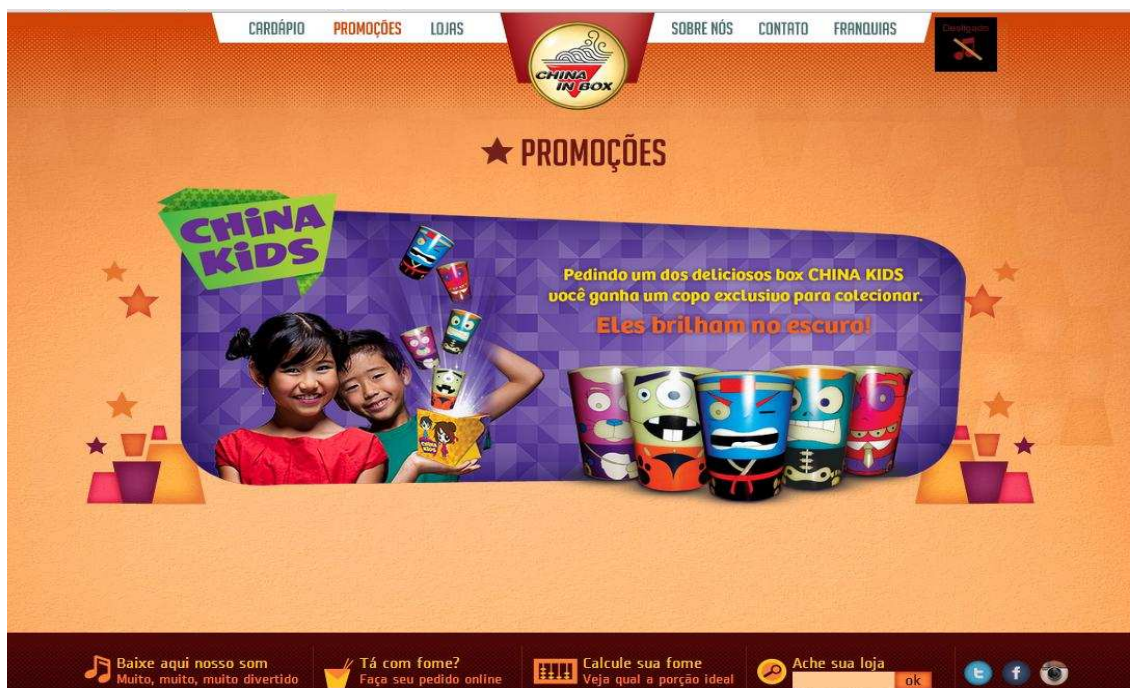 CARDÁPIO PROMOÇÕES LOJAS SOBRE NÓS CONTATO FRANQUIAS
Desligado
CHINA
IN BOX
PROMOÇÕES
CHiNA
KiDS
Pedindo um dos deliciosos box CHINA KIDS
você ganha um copo exclusivo para colecionar.
Eles brilham no escuro!
CHINA
KIDS
Baixe aqui nosso som
Muito, muito, muito divertido
Tá com fome?
Faça seu pedido online
Calcule sua fome
Veja qual a porção ideal
Ache sua loja
ok